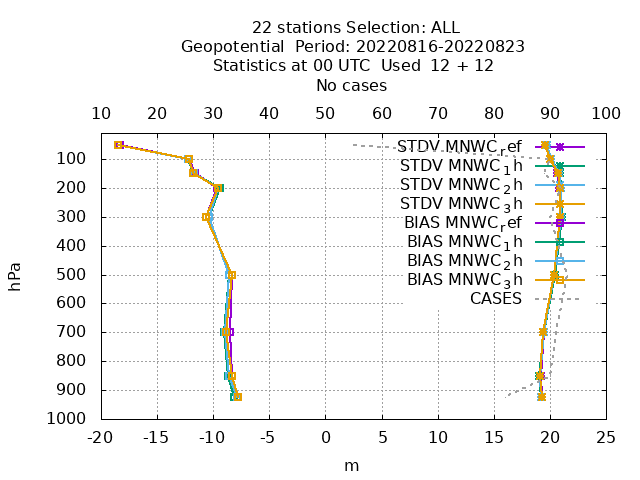 22 stations Selection: ALL
Geopotential  Period: 20220816-20220823
Statistics at 00 UTC  Used  12 + 12
No cases
10 20 30 40 50 60 70 80 90 100
STDV MNWC_ref
STDV MNWC_1h
STDV MNWC_2h
STDV MNWC_3h
BIAS MNWC_ref
BIAS MNWC_1h
BIAS MNWC_2h
BIAS MNWC_3h
CASES
hPa
100
200
300
400
500
600
700
800
900
1000
-20 -15 -10 -5 0 5 10 15 20 25
m